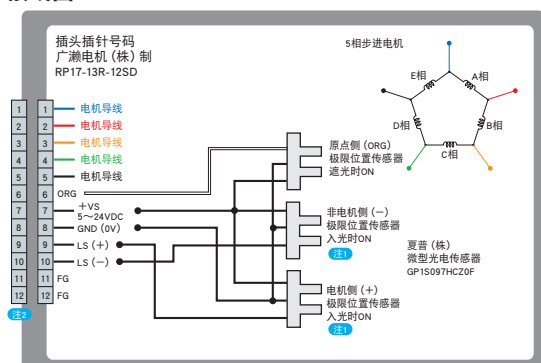 插头插针号码
广濑电机（株）制
RP17-13R-12SD
5相步进电机
E相
A相
D相
B相
C相
1 1 电机导线
2 2 电机导线
3 3 电机导线
4 4 电机导线
5 5 电机导线
6 6 ORG
7 7 ＋VS
5～24VDC
8 8 GND（0V）
9 9 LS（＋）
10 10 LS（－）
11 11 FG
12 12 FG
注2
原点侧（ORG）
极限位置传感器
遮光时ON
非电机侧（－）
极限位置传感器
入光时ON
注1
电机侧（＋）
极限位置传感器
入光时ON
注1
夏普（株）
微型光电传感器
GP1S097HCZ0F